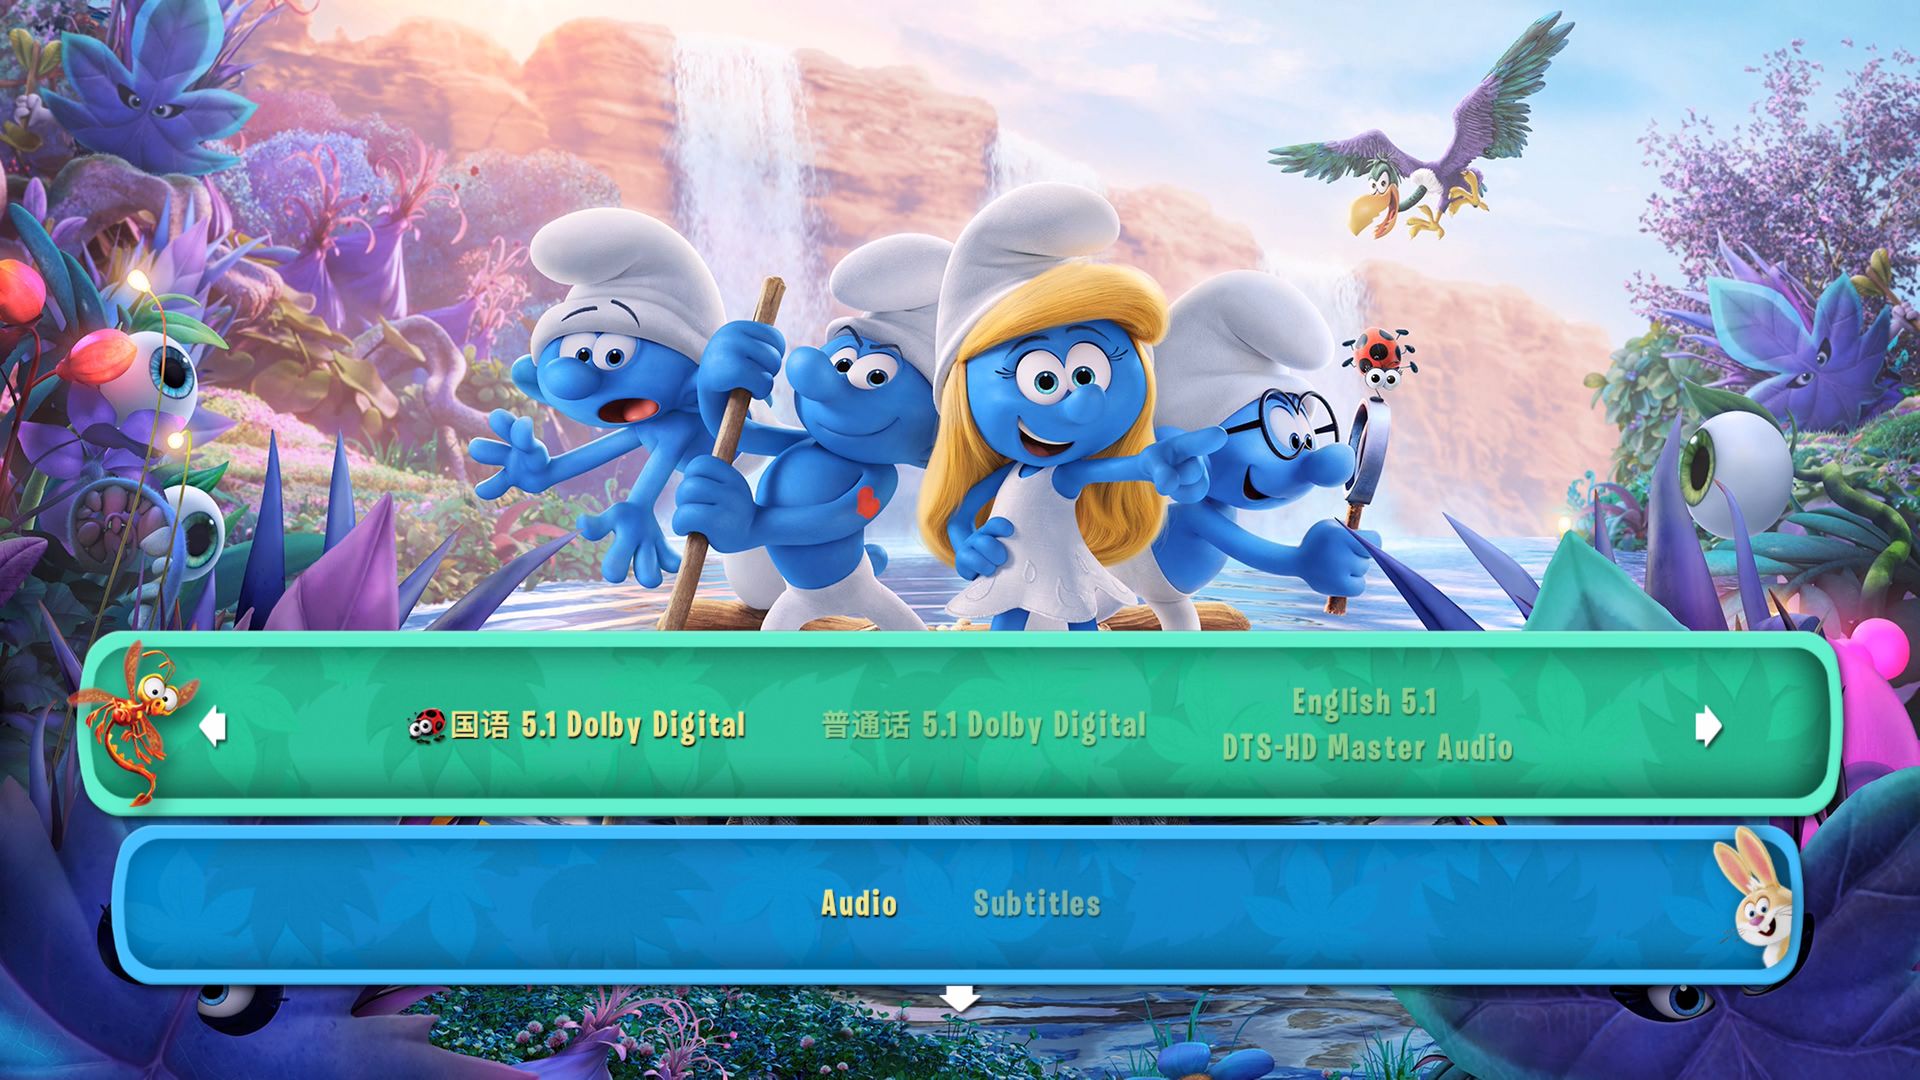 国语 5.1 Dolby Digital
普通话 5.1 Dolby Digital
English 5.1
DTS-HD Master Audio
Audio
Subtitles